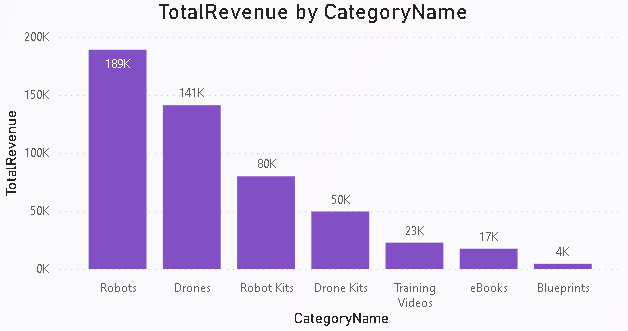 TotalRevenue by CategoryName
200K
150K
100K
50K
0K
TotalRevenue
189K
141K
80K
50K
23K
17K
4K
Robots
Drones
Robot Kits
Drone Kits
Training
Videos
eBooks
Blueprints
CategoryName